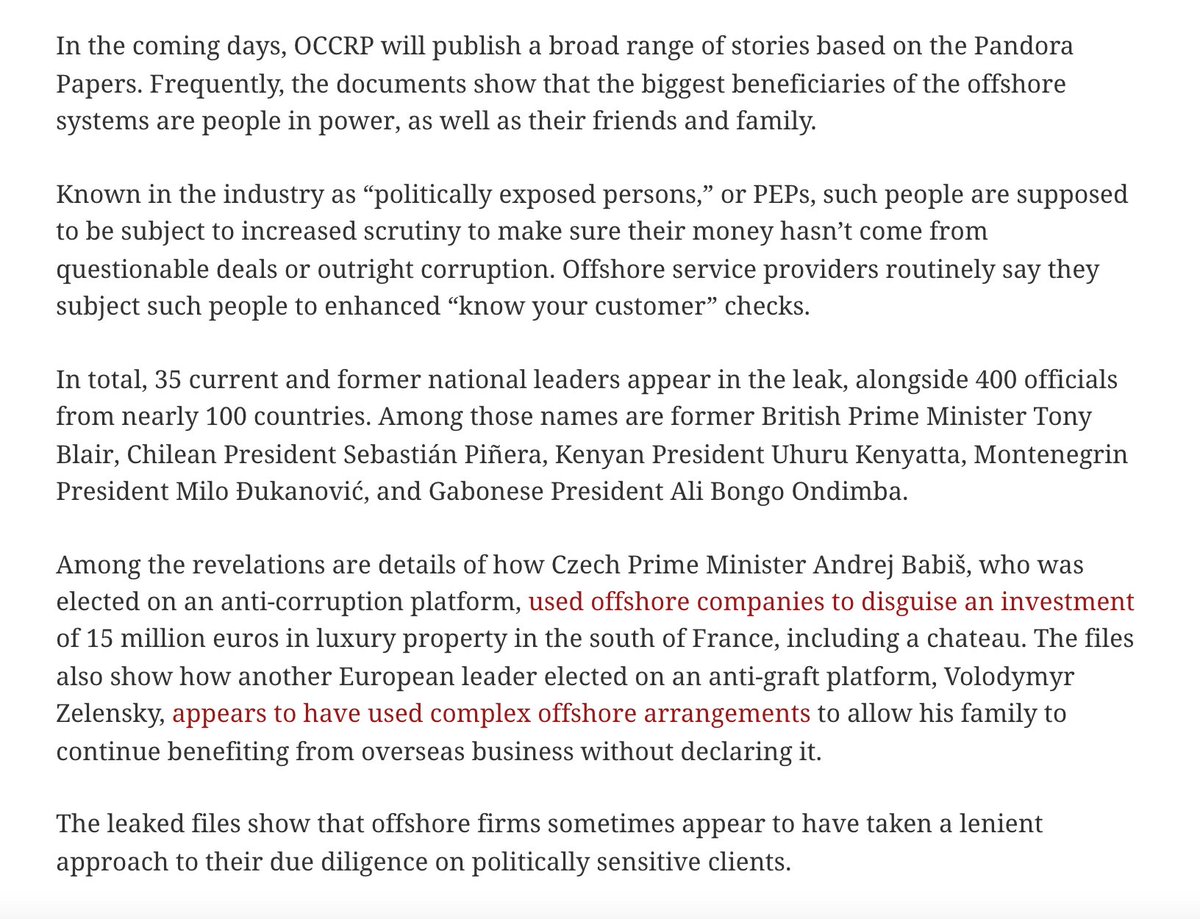 In the coming days, OCCRP will publish a broad range of stories based on the Pandora
Papers. Frequently, the documents show that the biggest beneficiaries of the offshore
systems are people in power, as well as their friends and family.
Known in the industry as “politically exposed persons,” or PEPs, such people are supposed
to be subject to increased scrutiny to make sure their money hasn’t come from
questionable deals or outright corruption. Offshore service providers routinely say they
subject such people to enhanced “know your customer” checks.
In total, 35 current and former national leaders appear in the leak, alongside 400 officials
from nearly 100 countries. Among those names are former British Prime Minister Tony
Blair, Chilean President Sebastián Piñera, Kenyan President Uhuru Kenyatta, Montenegrin
President Milo Đukanović, and Gabonese President Ali Bongo Ondimba.
Among the revelations are details of how Czech Prime Minister Andrej Babiš, who was
elected on an anti-corruption platform, used offshore companies to disguise an investment
of 15 million euros in luxury property in the south of France, including a chateau. The files
also show how another European leader elected on an anti-graft platform, Volodymyr
Zelensky, appears to have used complex offshore arrangements to allow his family to
continue benefiting from overseas business without declaring it.
The leaked files show that offshore firms sometimes appear to have taken a lenient
approach to their due diligence on politically sensitive clients.